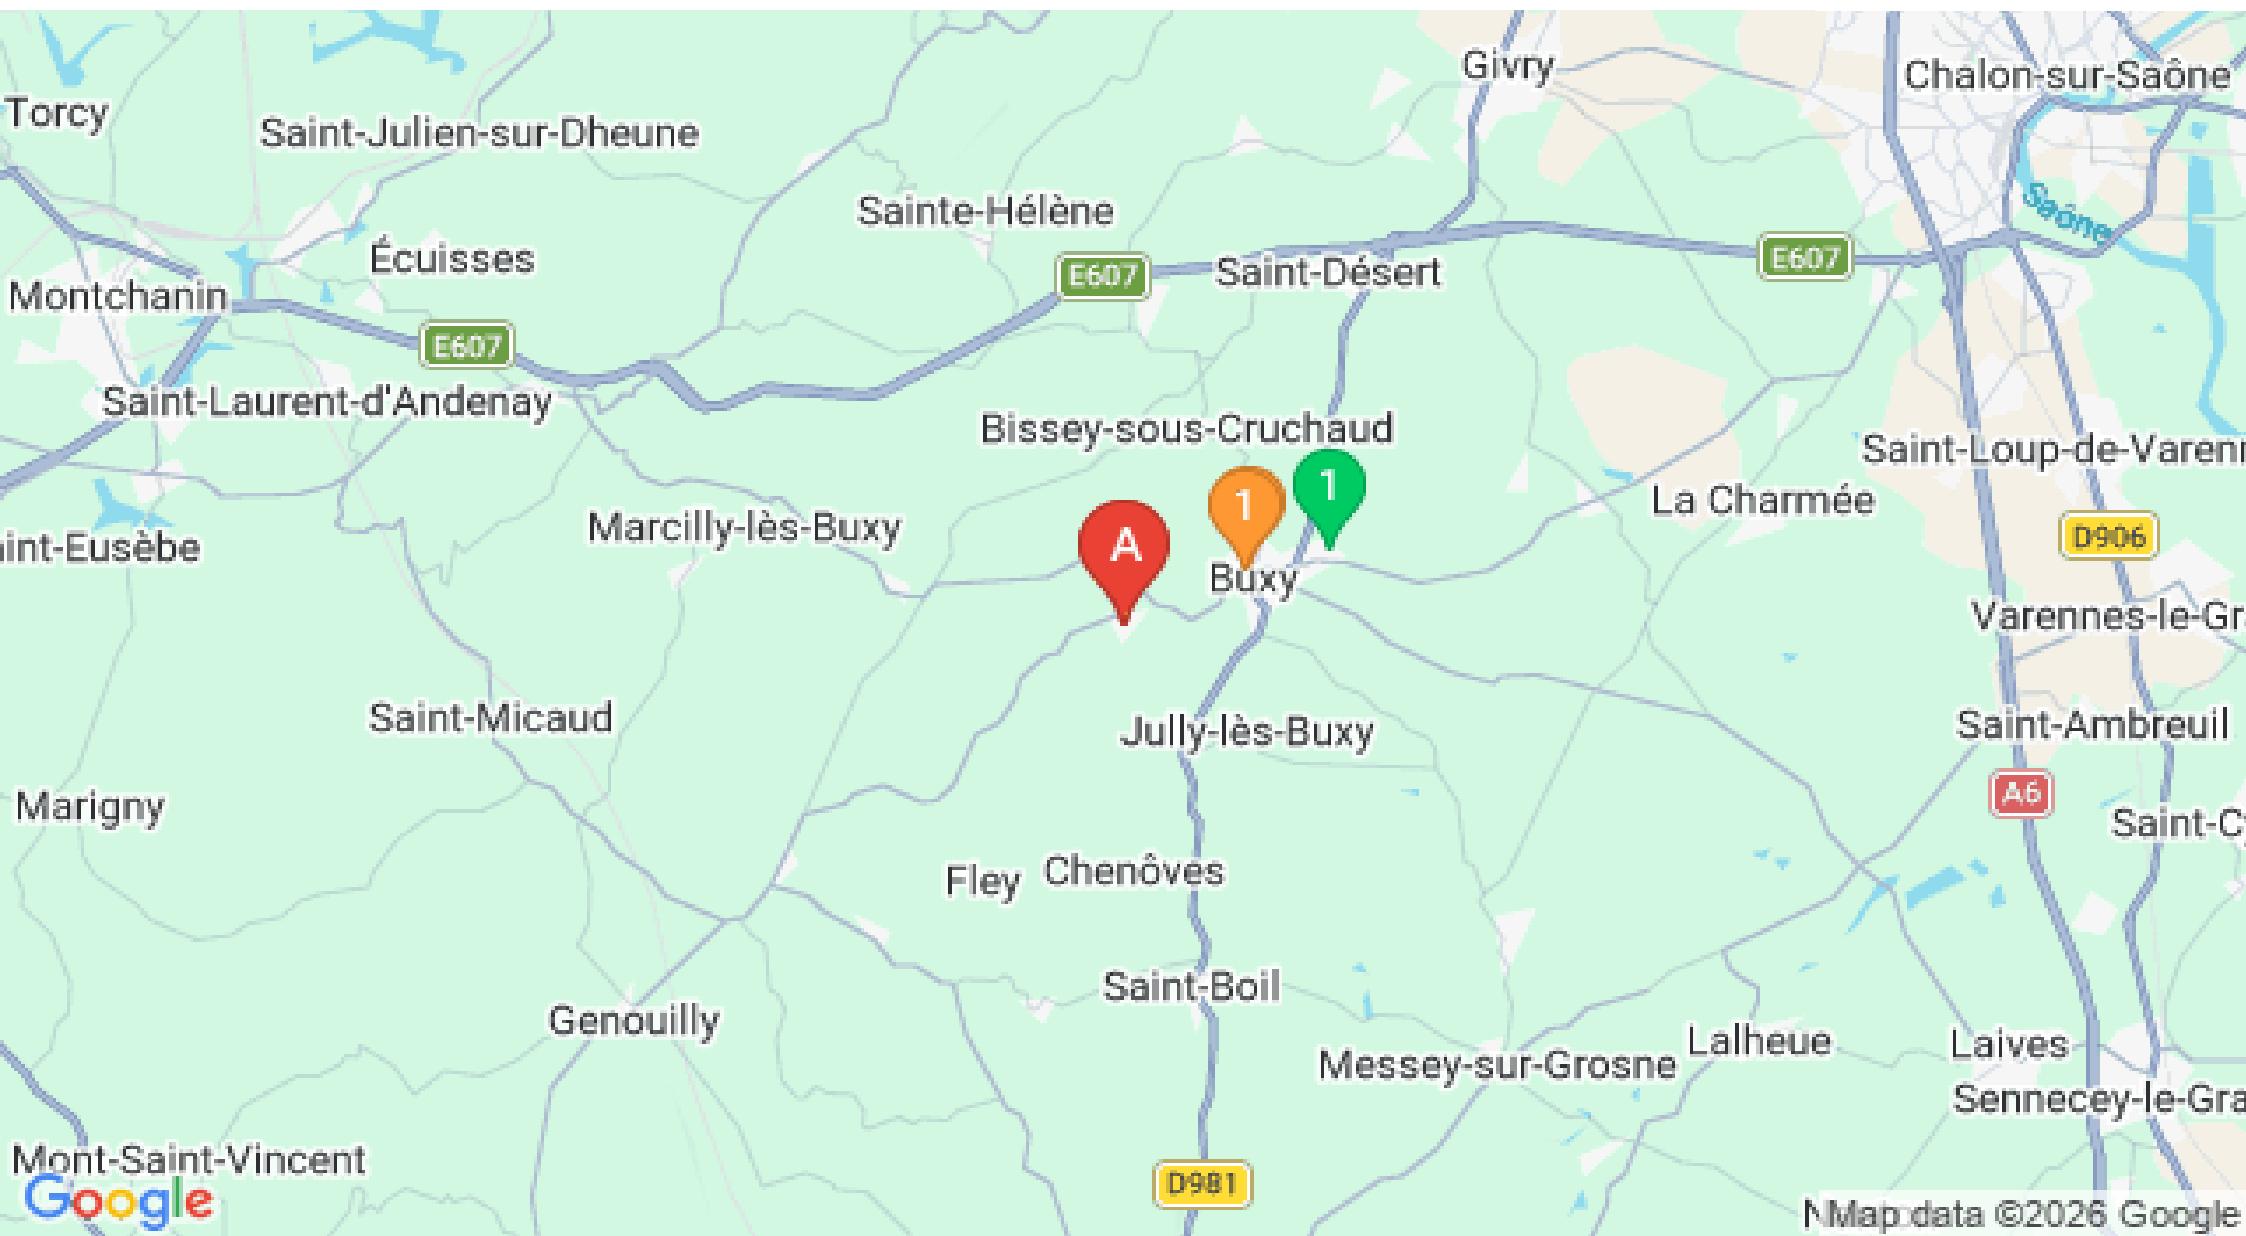 Givry
Chalon-sur-Saône
Torcy
Saint-Julien-sur-Dheune
Sainte-Hélène
Saône
Écuisses
E607
Saint-Désert
E607
Montchanin
E607
Saint-Laurent-d'Andenay
Bissey-sous-Cruchaud
Saint-Loup-de-Varenn
1
1
La Charmée
Marcilly-lès-Buxy
A
D906
int-Eusèbe
Buxy
Varennes-le-Gr
Saint-Micaud
Jully-lès-Buxy
Saint-Ambreuil
A6
Marigny
Saint-Cy
Fley
Chenôves
Saint-Boil
Genouilly
Lalheue
Laives
Messey-sur-Grosne
Sennecey-le-Gra
Mont-Saint-Vincent
D981
Google
Map data ©2026 Google